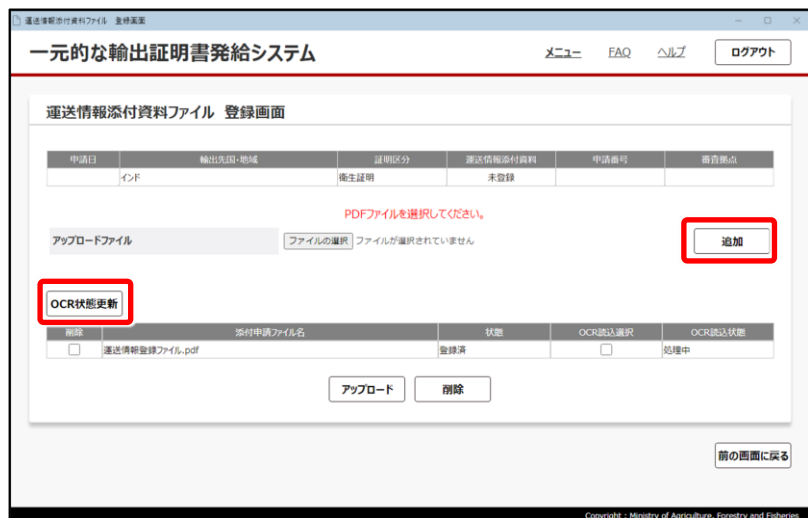 運送情報添付資料ファイル 登録画面
一元的な輸出証明書発給システム
メニュー FAQ ヘルプ ログアウト
運送情報添付資料ファイル 登録画面
申請日 輸出先国・地域 証明区分 運送情報添付資料 申請番号 審査拠点
インド 衛生証明 未登録
PDFファイルを選択してください。
アップロードファイル ファイルの選択 ファイルが選択されていません 追加
OCR状態更新
削除 添付申請ファイル名 状態 OCR読込選択 OCR読込状態
運送情報登録ファイル.pdf 登録済 処理中
アップロード 削除
前の画面に戻る
Copyright : Ministry of Agriculture, Forestry and Fisheries